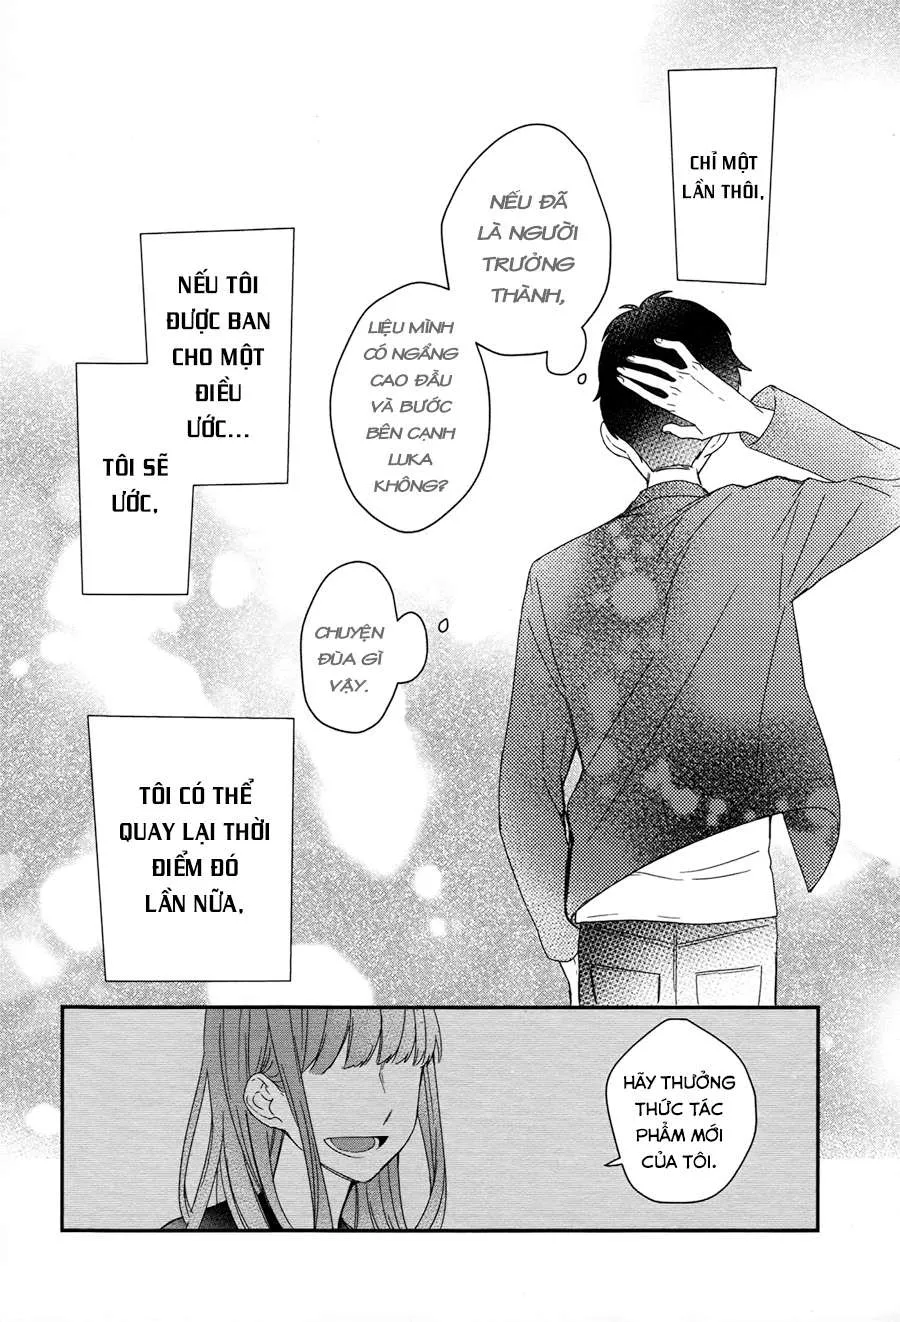 CHỈ MỘT
LẦN THÔI,
NẾU ĐÃ
LÀ NGƯỜI
TRƯỞNG
THÀNH,
LIỆU MÌNH
CÓ NGẨNG
CAO ĐẦU
VÀ BƯỚC
BÊN CẠNH
LUKA
KHÔNG?
NẾU TÔI
ĐƯỢC BAN
CHO MỘT
ĐIỀU
ƯỚC...
TÔI SẼ
ƯỚC,
CHUYỆN
ĐÙA GÌ
VẬY.
TÔI CÓ THỂ
QUAY LẠI THỜI
ĐIỂM ĐÓ
LẦN NỮA,
HÃY THƯỞNG
THỨC TÁC
PHẨM MỚI
CỦA TÔI.